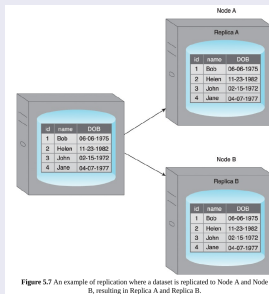 Node A
Replica A
id name DOB
1 Bob 06-06-1975
2 Helen 11-23-1982
3 John 02-15-1972
4 Jane 04-07-1977
id name DOB
1 Bob 06-06-1975
2 Helen 11-23-1982
3 John 02-15-1972
4 Jane 04-07-1977
Node B
Replica B
id name DOB
1 Bob 06-06-1975
2 Helen 11-23-1982
3 John 02-15-1972
4 Jane 04-07-1977
Figure 5.7 An example of replication where a dataset is replicated to Node A and Node
B, resulting in Replica A and Replica B.